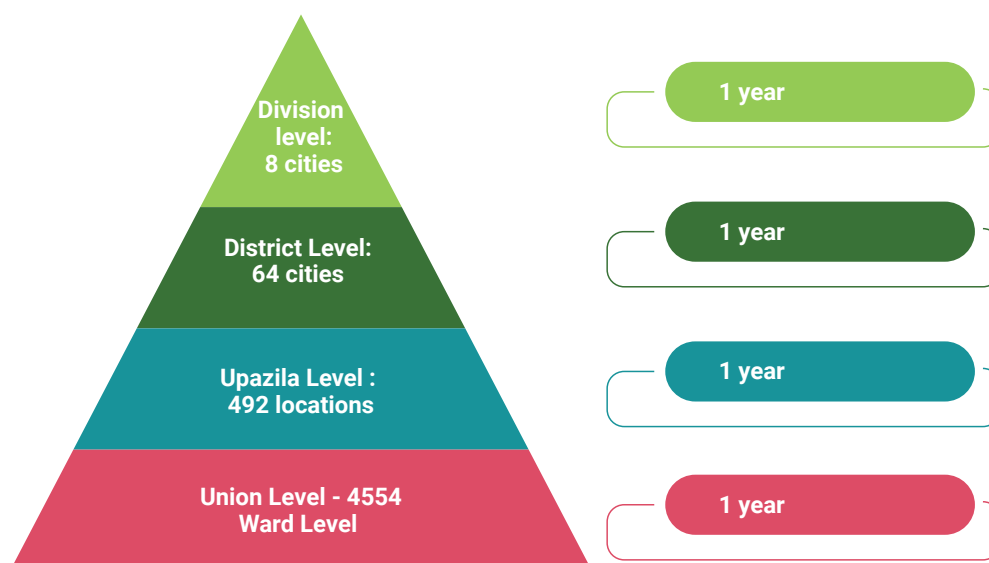 Division
level:
8 cities
1 year
District Level:
64 cities
1 year
Upazila Level :
492 locations
1 year
Union Level - 4554
Ward Level
1 year